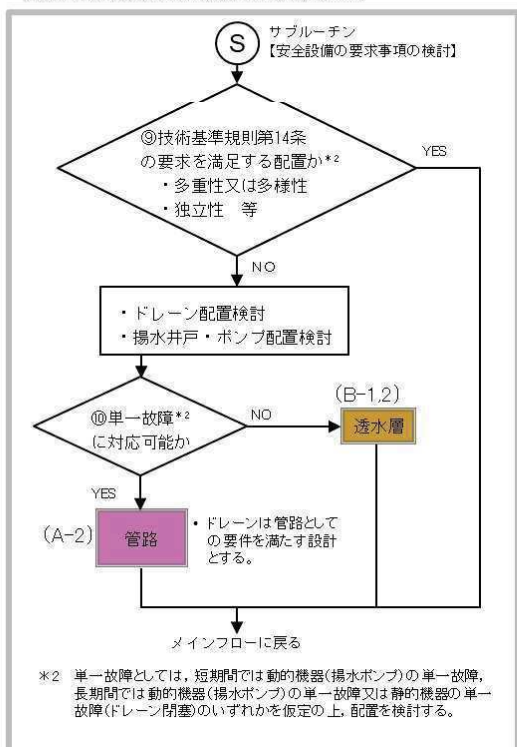 S
サブルーチン
【安全設備の要求事項の検討】
⑨技術基準規則第14条
の要求を満足する配置か*2
・多重性又は多様性
・独立性 等
YES
NO
・ドレーン配置検討
・揚水井戸・ポンプ配置検討
⑩単一故障*2
に対応可能か
NO
(B-1,2)
透水層
YES
(A-2)
管路
・ドレーンは管路として
の要件を満たす設計
とする。
メインフローに戻る
*2 単一故障としては，短期間では動的機器(揚水ポンプ)の単一故障，
長期間では動的機器(揚水ポンプ)の単一故障又は静的機器の単一
故障(ドレーン閉塞)のいずれかを仮定の上，配置を検討する。